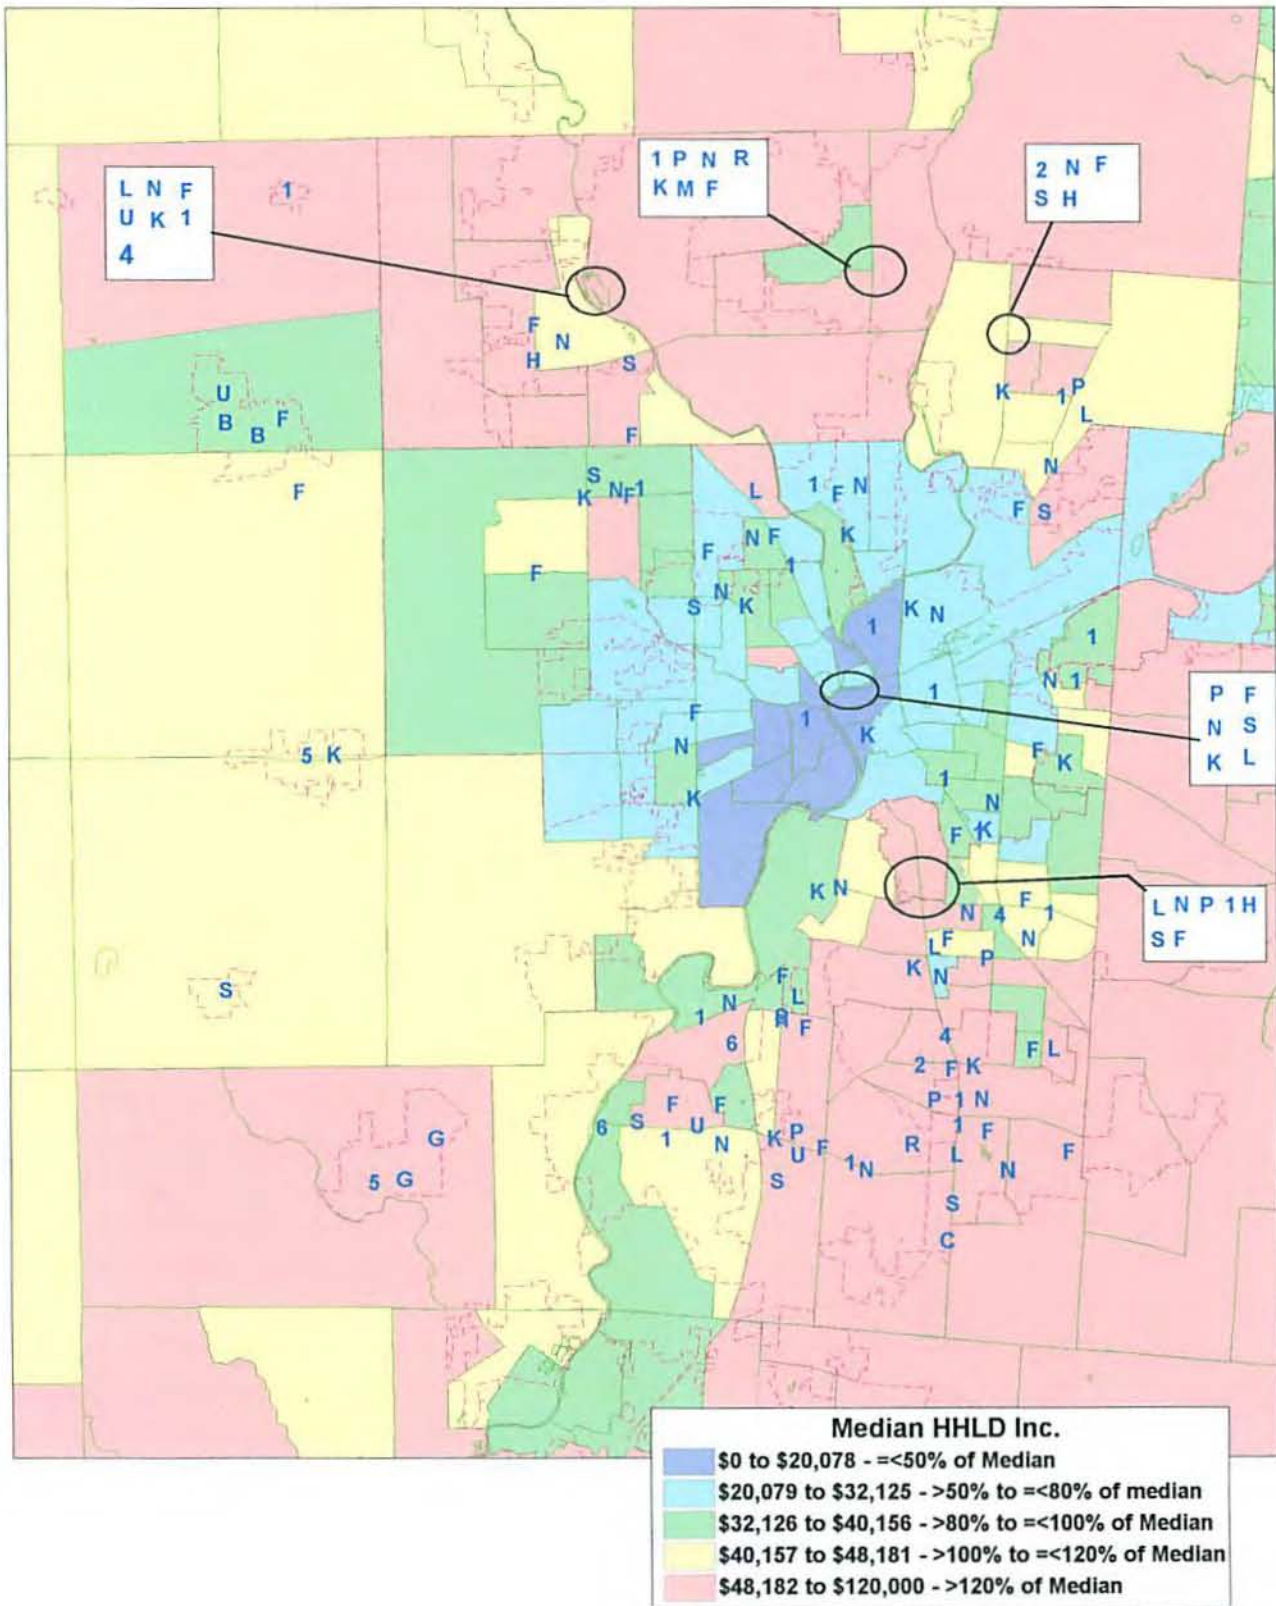 L N F
U K 1
4
1
1 P N R
K M F
2 N F
S H
F
N
H
S
F
U
B
F
B
F
K
P
1
L
N
F
S
S
K
N
F
1
L
1
F
N
K
N
F
1
F
F
N
K
S
1
K
N
1
N
1
1
1
K
F
N
K
5 K
P F
N S
K L
F
K
1
N
F
1
K
K
N
L N P 1 H
S F
F
N
4
1
N
L
F
P
K
N
S
F
L
1
N
F
6
4
2
F
K
F
L
P
1
N
6
S
F
F
1
U
N
K
P
U
F
S
1
N
R
1
F
L
N
F
S
C
G
5 G
Median HHLD Inc.
$0 to $20,078 - =<50% of Median
$20,079 to $32,125 - >50% to =<80% of median
$32,126 to $40,156 - >80% to =<100% of Median
$40,157 to $48,181 - >100% to =<120% of Median
$48,182 to $120,000 - >120% of Median